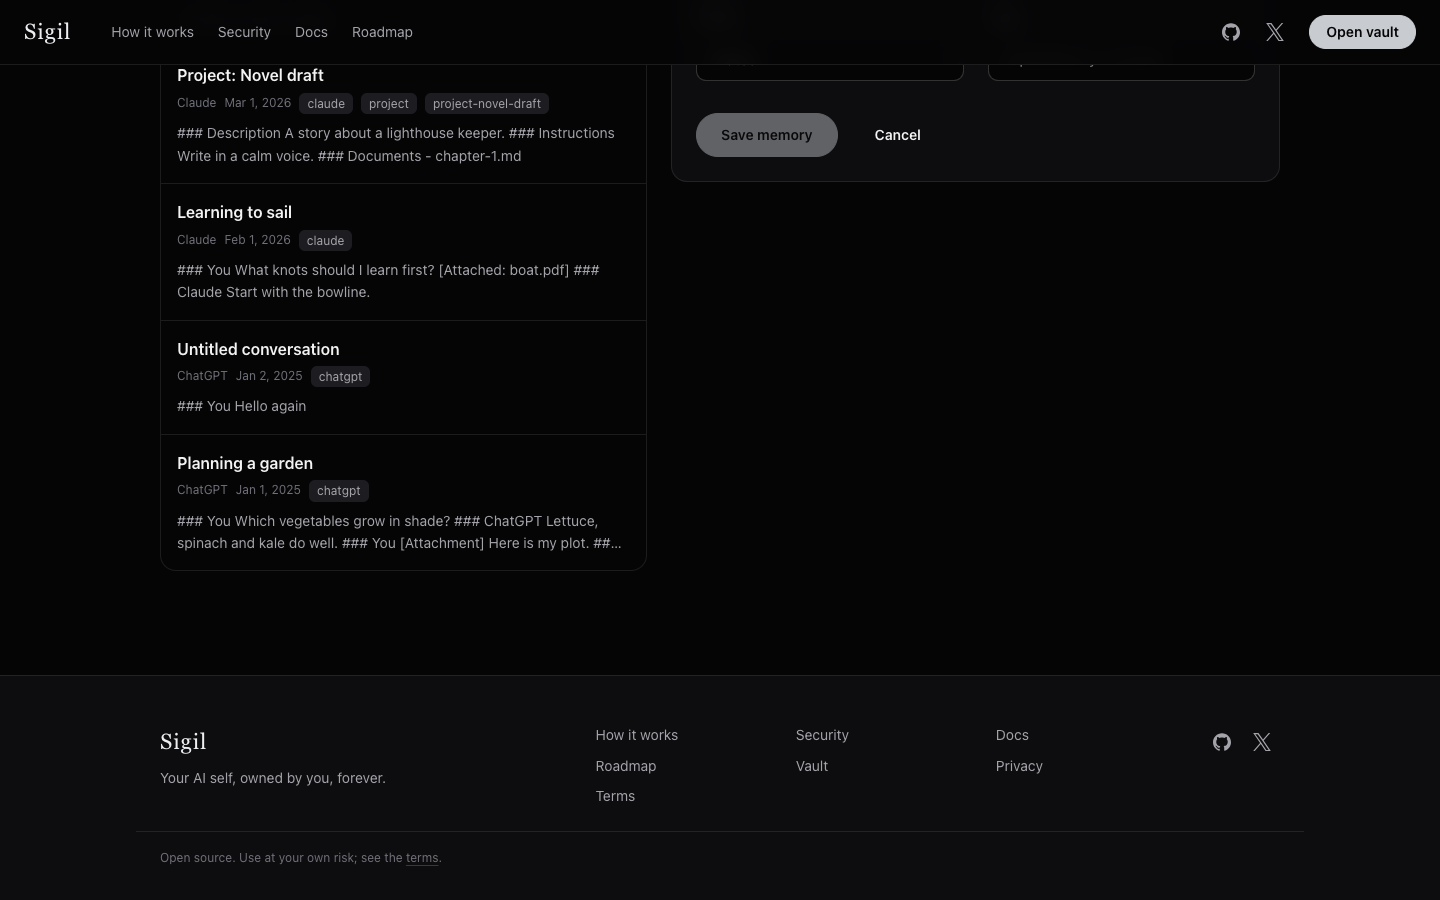 Sigil
How it works
Security
Docs
Roadmap
Open vault
Project: Novel draft
Claude Mar 1, 2026 claude project project-novel-draft
### Description A story about a lighthouse keeper. ### Instructions
Write in a calm voice. ### Documents - chapter-1.md
Learning to sail
Claude Feb 1, 2026 claude
### You What knots should I learn first? [Attached: boat.pdf] ###
Claude Start with the bowline.
Untitled conversation
ChatGPT Jan 2, 2025 chatgpt
### You Hello again
Planning a garden
ChatGPT Jan 1, 2025 chatgpt
### You Which vegetables grow in shade? ### ChatGPT Lettuce,
spinach and kale do well. ### You [Attachment] Here is my plot. ##...
Save memory
Cancel
Sigil
Your AI self, owned by you, forever.
How it works
Security
Docs
Roadmap
Vault
Privacy
Terms
Open source. Use at your own risk; see the terms.